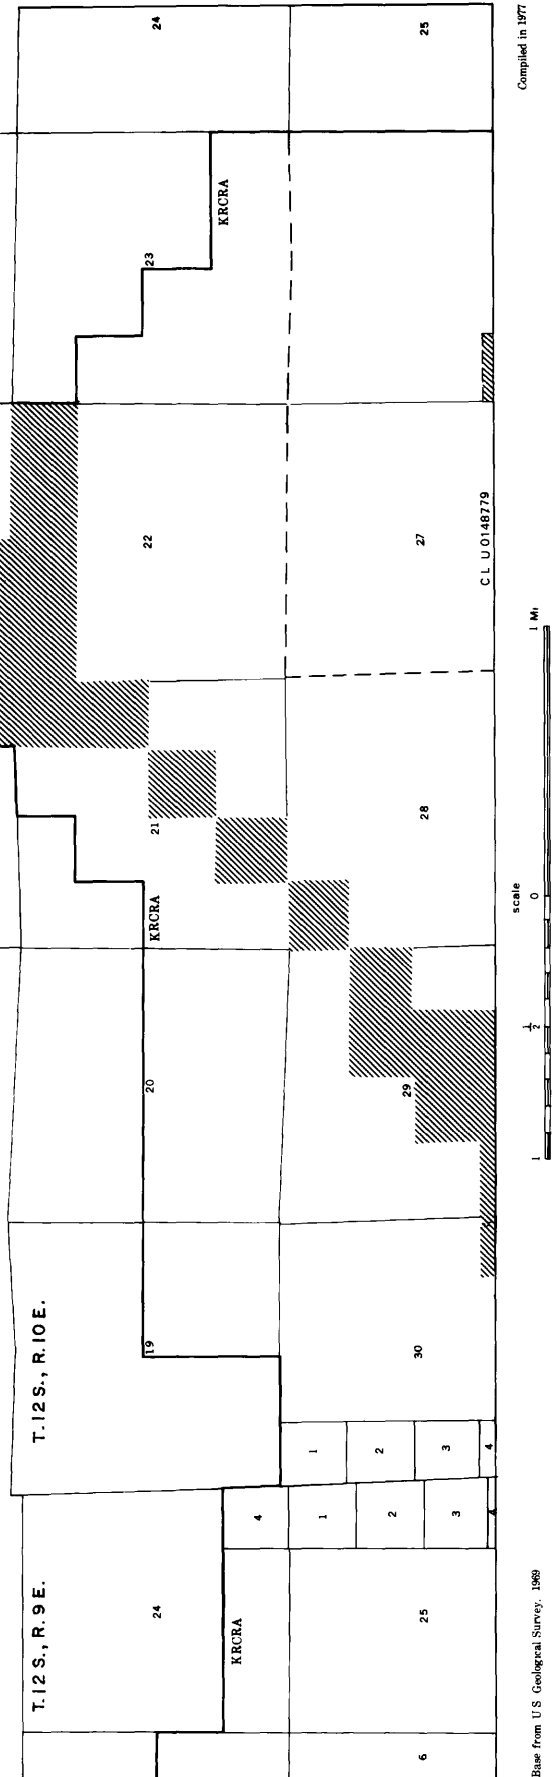 T. 12 S., R. 9 E.
T. 12 S., R. 10 E.
24
19
20
21
22
23
24
KRCRA
KRCRA
KRCRA
4
1
2
3
4
1
2
3
4
6
25
30
29
28
27
25
C L U 0148779
scale
1
1/2
0
1 MI
Base from U S Geological Survey. 1969
Compiled in 1977